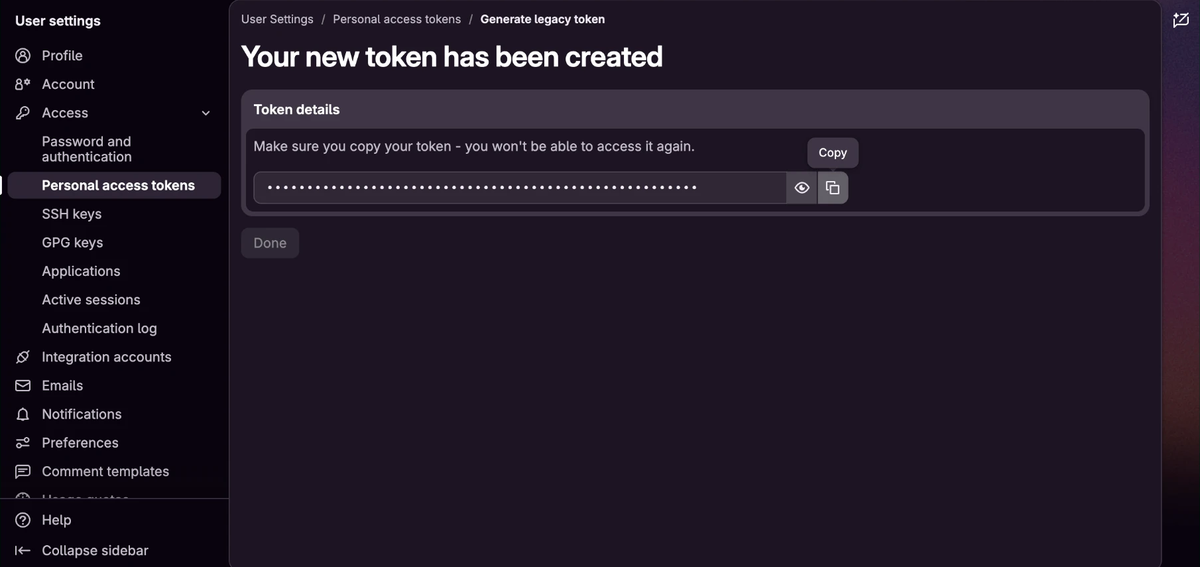 User settings
Profile
Account
Access
Password and
authentication
Personal access tokens
SSH keys
GPG keys
Applications
Active sessions
Authentication log
Integration accounts
Emails
Notifications
Preferences
Comment templates
Help
Collapse sidebar
User Settings / Personal access tokens / Generate legacy token
Your new token has been created
Token details
Make sure you copy your token - you won't be able to access it again.
Copy
••••••••••••••••••••••••••••••••••••••••••••••••••••••
Done